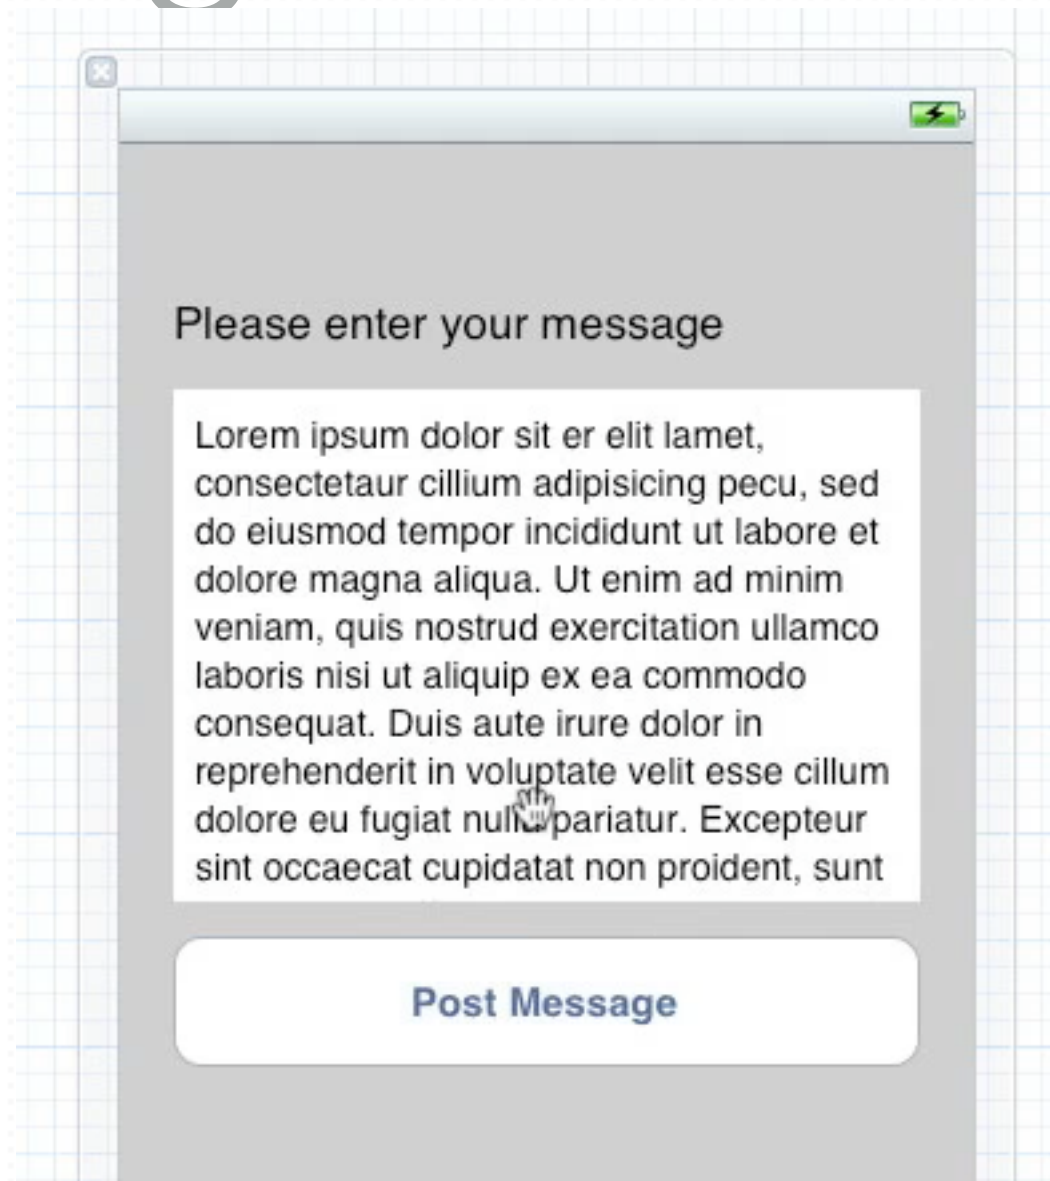 Please enter your message
Lorem ipsum dolor sit er elit lamet,
consectetaur cillium adipisicing pecu, sed
do eiusmod tempor incididunt ut labore et
dolore magna aliqua. Ut enim ad minim
veniam, quis nostrud exercitation ullamco
laboris nisi ut aliquip ex ea commodo
consequat. Duis aute irure dolor in
reprehenderit in voluptate velit esse cillum
dolore eu fugiat nulla pariatur. Excepteur
sint occaecat cupidatat non proident, sunt
Post Message